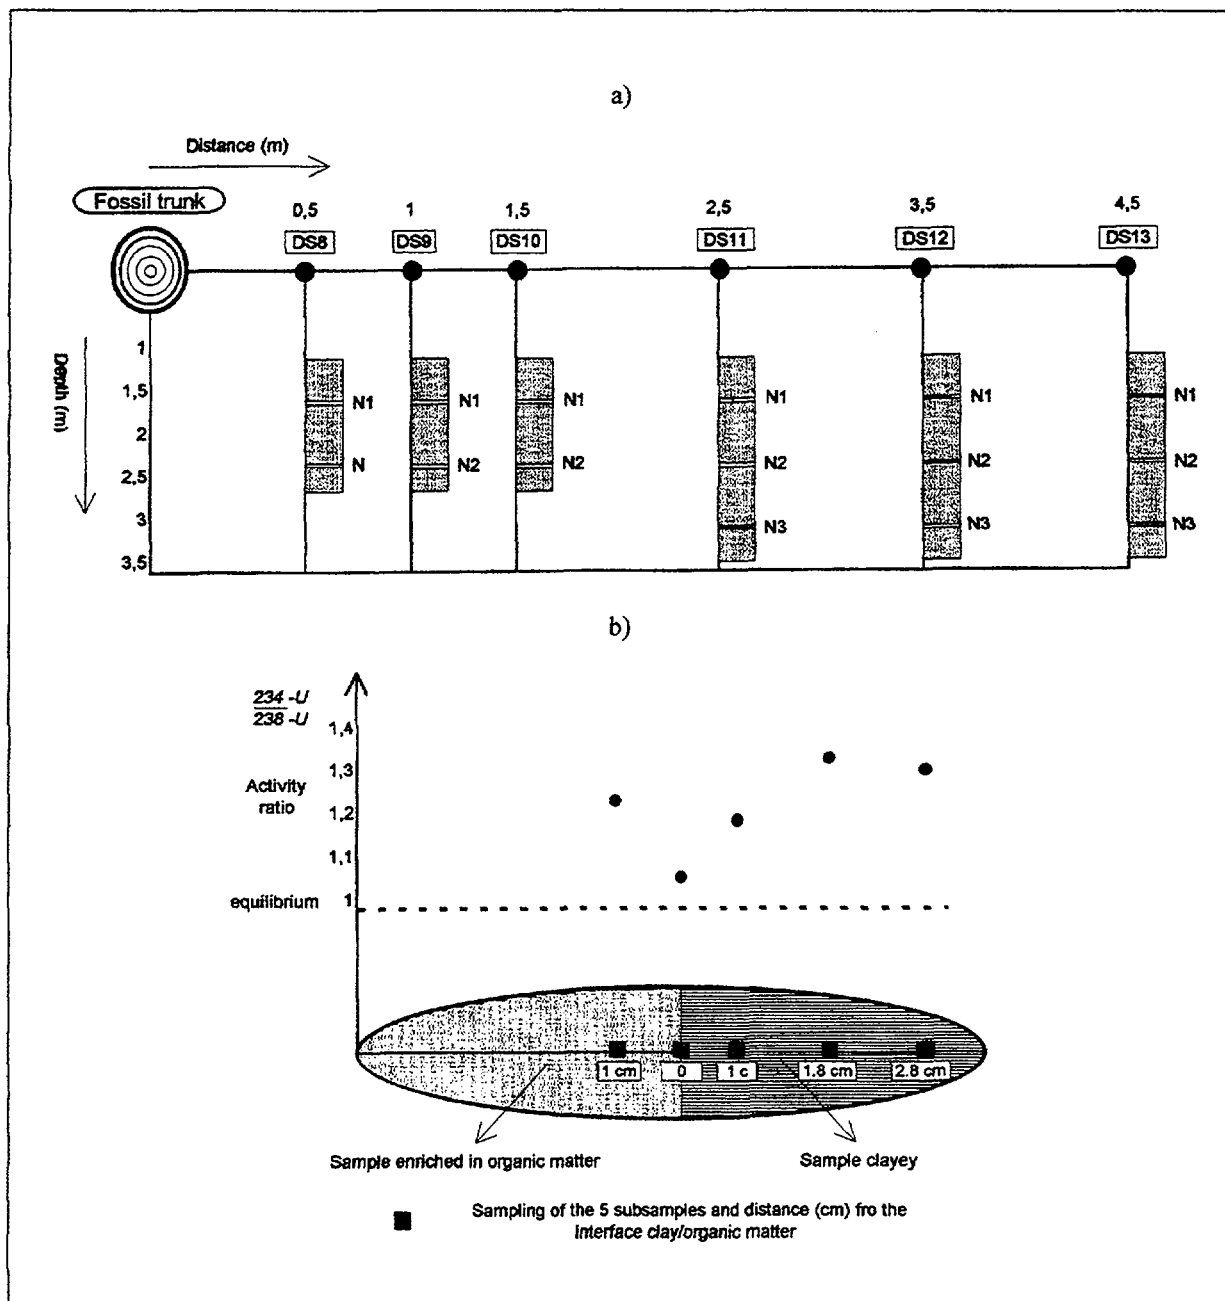 a)
Distance (m)
Fossil trunk
0,5 1 1,5 2,5 3,5 4,5
DS8 DS9 DS10 DS11 DS12 DS13
Depth (m)
1
1,5
2
2,5
3
3,5
N1 N1 N1 N1 N1 N1
N N2 N2 N2 N2 N2
N3 N3 N3
b)
234 -U
238 -U
Activity
ratio
1,4
1,3
1,2
1,1
equilibrium 1
1 cm 0 1 c 1.8 cm 2.8 cm
Sample enriched in organic matter Sample clayey
Sampling of the 5 subsamples and distance (cm) fro the
interface clay/organic matter